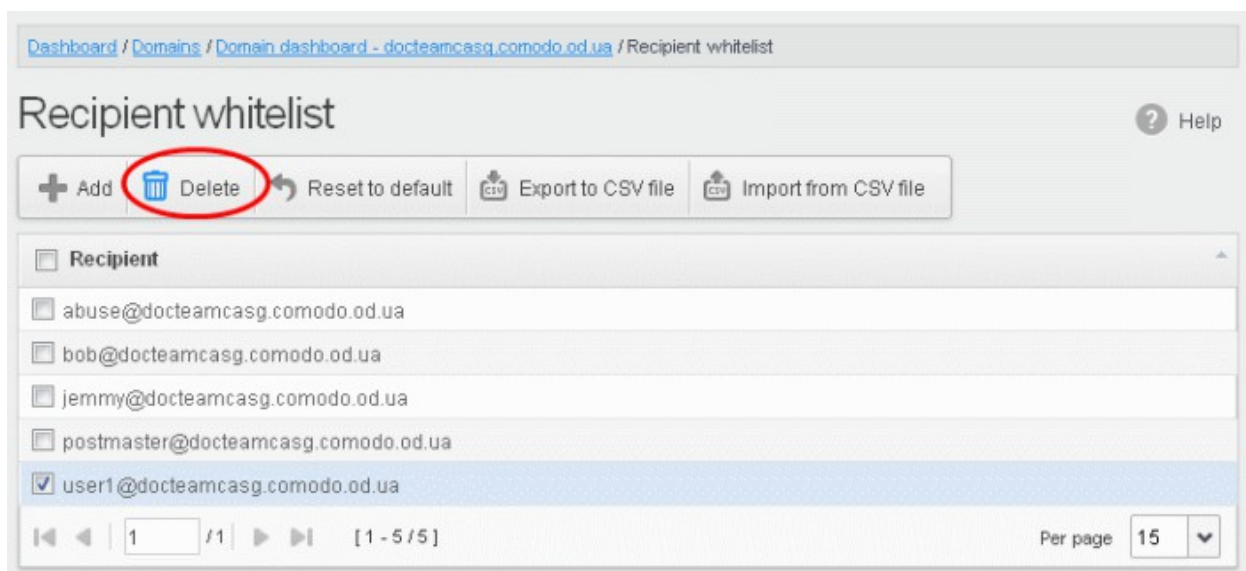 Dashboard / Domains / Domain dashboard - docteamcasg.comodo.od.ua / Recipient whitelist
Recipient whitelist
? Help
Add Delete Reset to default CSV Export to CSV file CSV Import from CSV file
Recipient
abuse@docteamcasg.comodo.od.ua
bob@docteamcasg.comodo.od.ua
jemmy@docteamcasg.comodo.od.ua
postmaster@docteamcasg.comodo.od.ua
user1@docteamcasg.comodo.od.ua
1 /1 [1 - 5 / 5] Per page 15